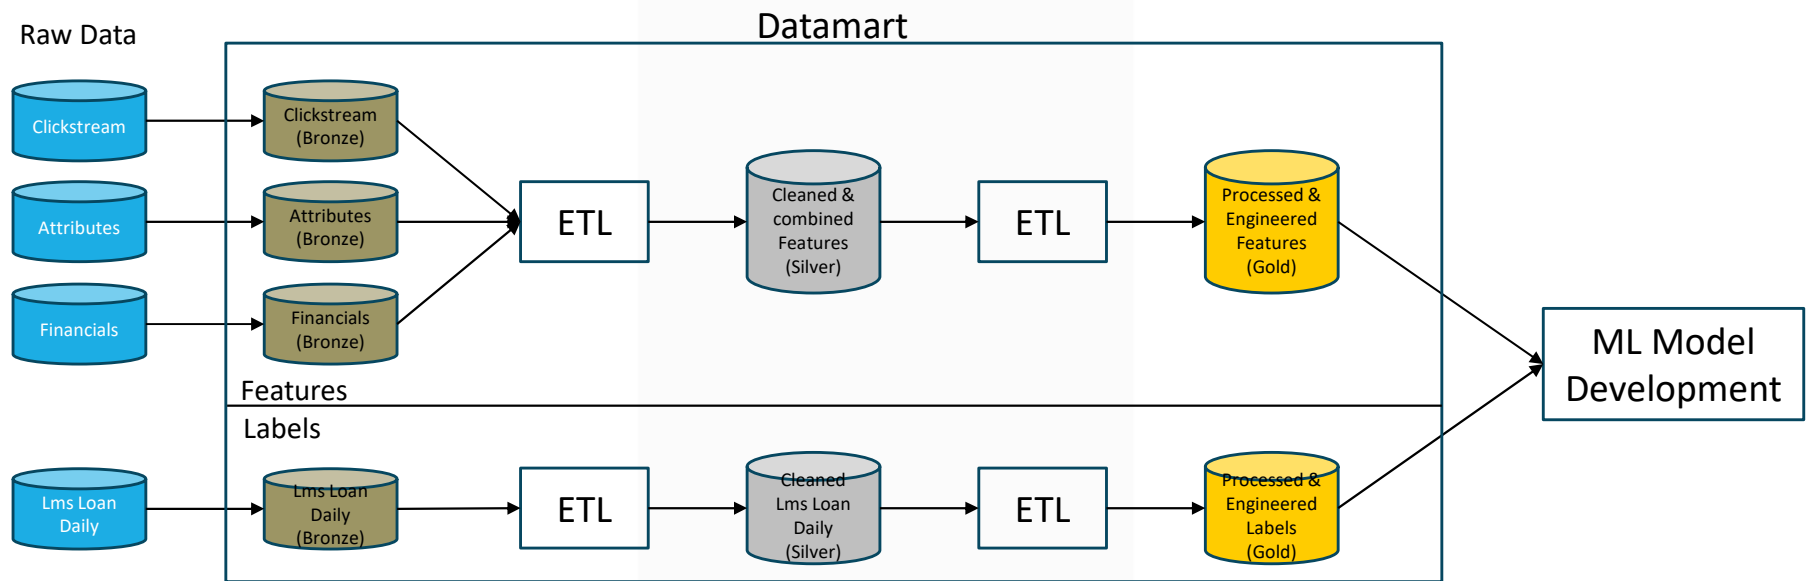 Datamart
Raw Data
Clickstream
Clickstream
(Bronze)
Attributes
Attributes
(Bronze)
Financials
Financials
(Bronze)
ETL
Cleaned &
combined
Features
(Silver)
ETL
Processed &
Engineered
Features
(Gold)
ML Model
Development
Features
Labels
Lms Loan
Daily
Lms Loan
Daily
(Bronze)
ETL
Cleaned
Lms Loan
Daily
(Silver)
ETL
Processed &
Engineered
Labels
(Gold)